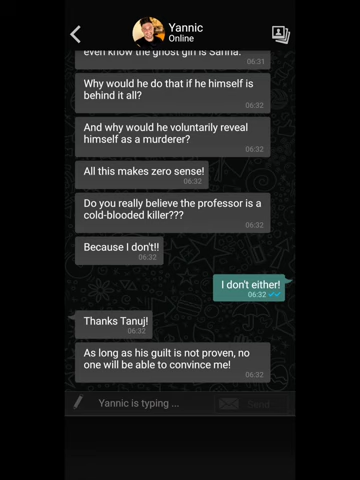 Yannic
Online
even know the ghost girl is Sanna.
06:31
Why would he do that if he himself is
behind it all?
06:32
And why would he voluntarily reveal
himself as a murderer?
06:32
All this makes zero sense!
06:32
Do you really believe the professor is a
cold-blooded killer???
06:32
Because I don't!!
06:32
I don't either!
06:32
Thanks Tanuj!
06:32
As long as his guilt is not proven, no
one will be able to convince me!
06:32
Yannic is typing ...
Send